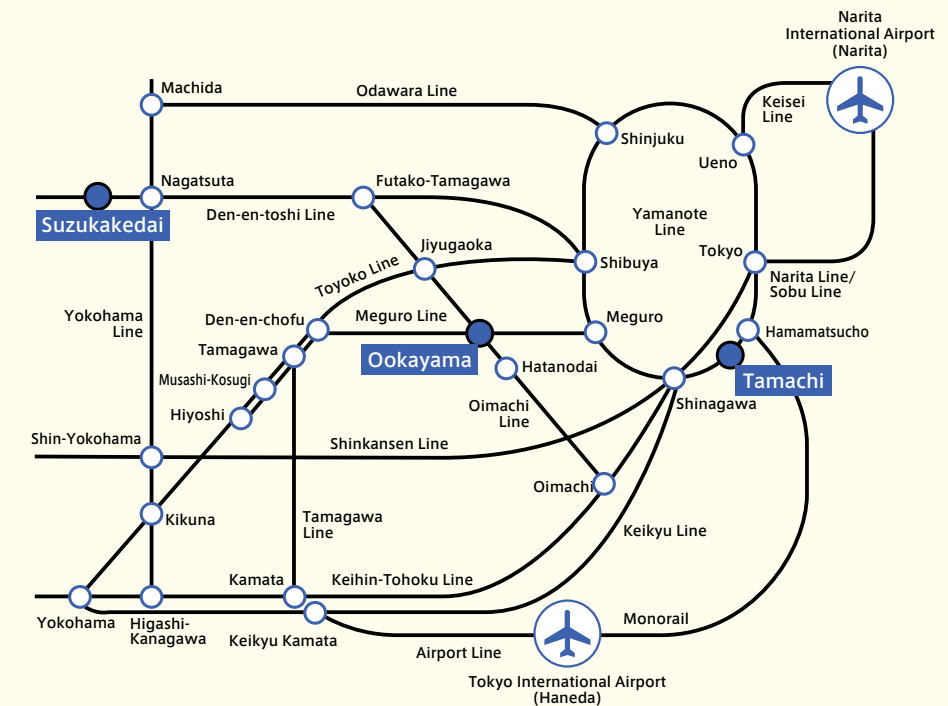 Narita
International Airport
(Narita)
Machida
Odawara Line
Keisei
Line
Shinjuku
Ueno
Nagatsuta
Futako-Tamagawa
Suzukakedai
Den-en-toshi Line
Yamanote
Line
Jiyugaoka
Tokyo
Toyoko Line
Shibuya
Narita Line/
Sobu Line
Yokohama
Line
Den-en-chofu
Meguro Line
Meguro
Hamamatsucho
Tamagawa
Ookayama
Hatanodai
Tamachi
Musashi-Kosugi
Hiyoshi
Oimachi
Line
Shinagawa
Shin-Yokohama
Shinkansen Line
Oimachi
Kikuna
Tamagawa
Line
Keikyu Line
Kamata
Keihin-Tohoku Line
Yokohama
Higashi-
Kanagawa
Keikyu Kamata
Monorail
Airport Line
Tokyo International Airport
(Haneda)